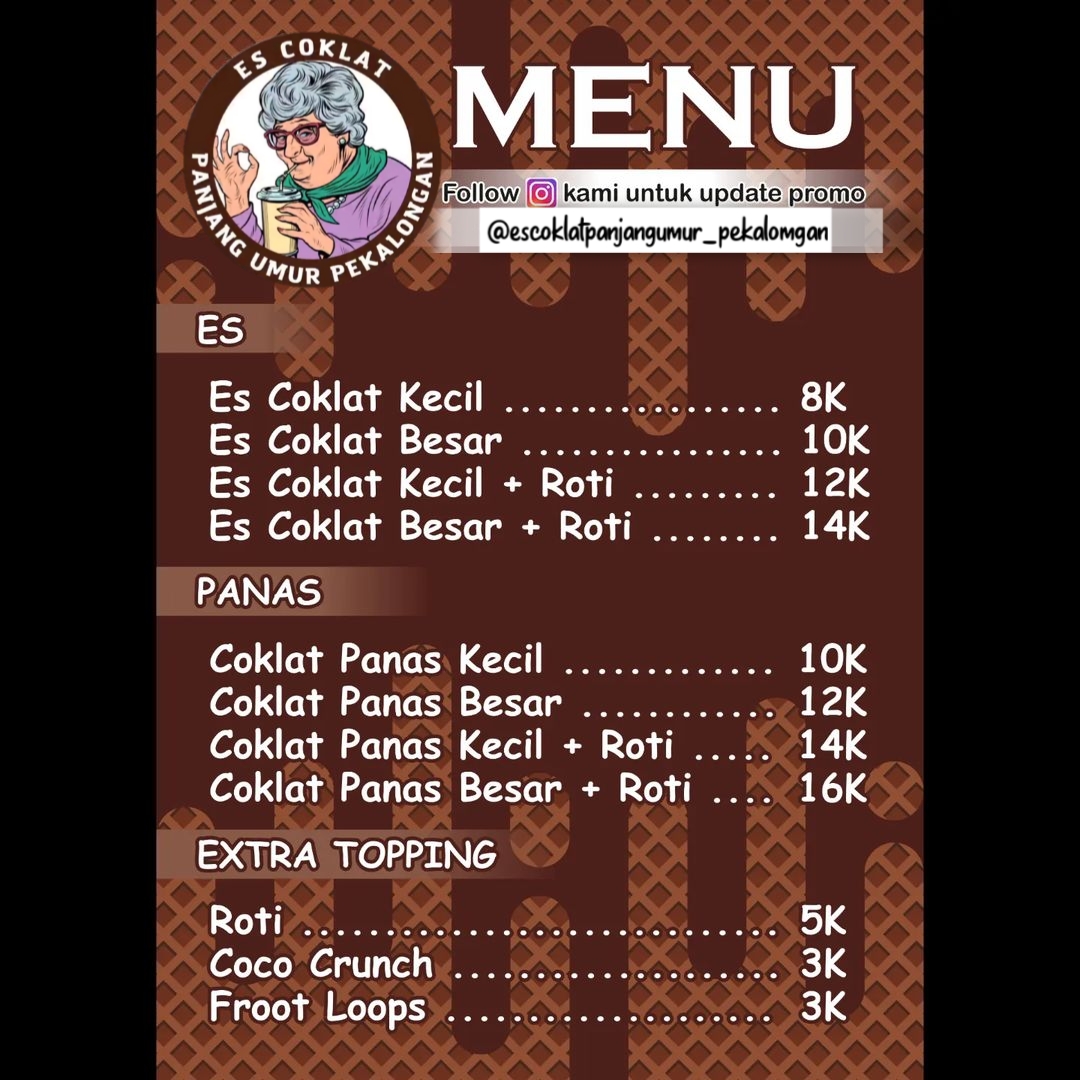 ES COKLAT
PANJANG UMUR PEKALONGAN
MENU
Follow kami untuk update promo
@escoklatpanjangumur_pekalomgan
ES
Es Coklat Kecil ................. 8K
Es Coklat Besar ................ 10K
Es Coklat Kecil + Roti ......... 12K
Es Coklat Besar + Roti ........ 14K
PANAS
Coklat Panas Kecil ............. 10K
Coklat Panas Besar ............ 12K
Coklat Panas Kecil + Roti ..... 14K
Coklat Panas Besar + Roti .... 16K
EXTRA TOPPING
Roti ............................. 5K
Coco Crunch .................... 3K
Froot Loops .................... 3K